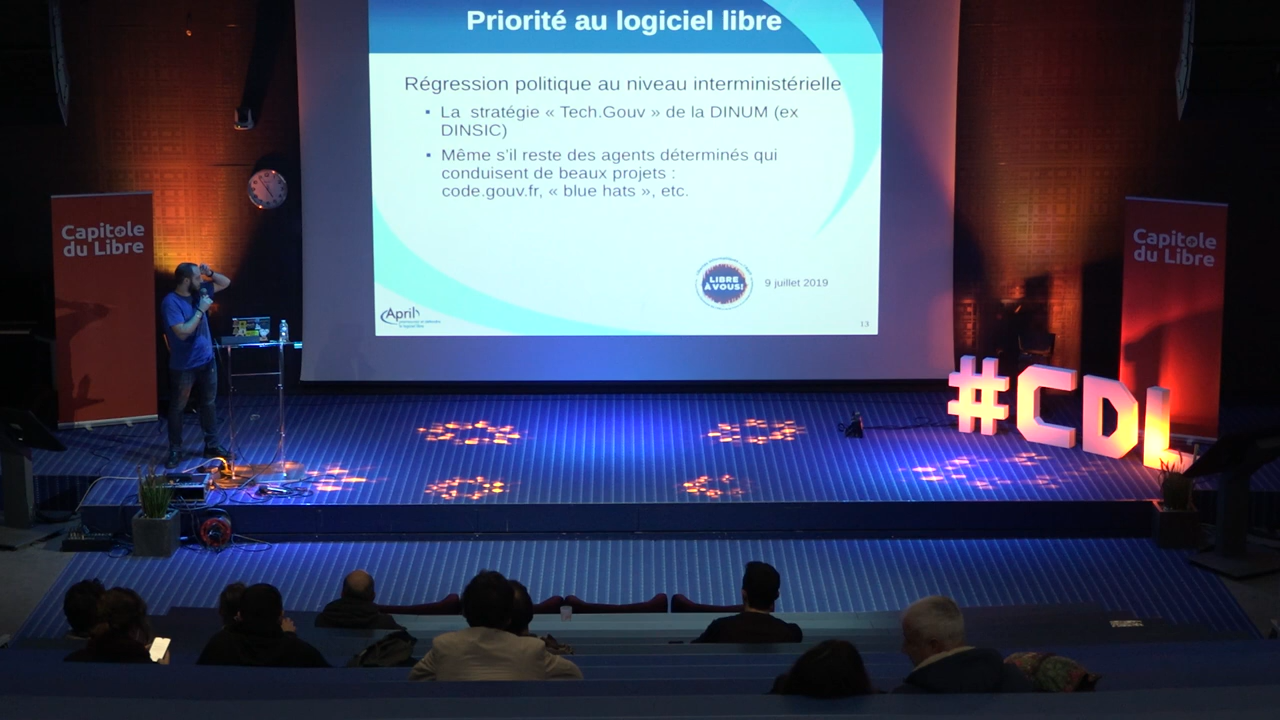 Priorité au logiciel libre
Régression politique au niveau interministérielle
▪ La stratégie « Tech.Gouv » de la DINUM (ex
DINSIC)
▪ Même s'il reste des agents déterminés qui
conduisent de beaux projets :
code.gouv.fr, « blue hats », etc.
LIBRE
À VOUS!
9 juillet 2019
April
13
Capitole
du Libre
Capitole
du Libre
#CDL